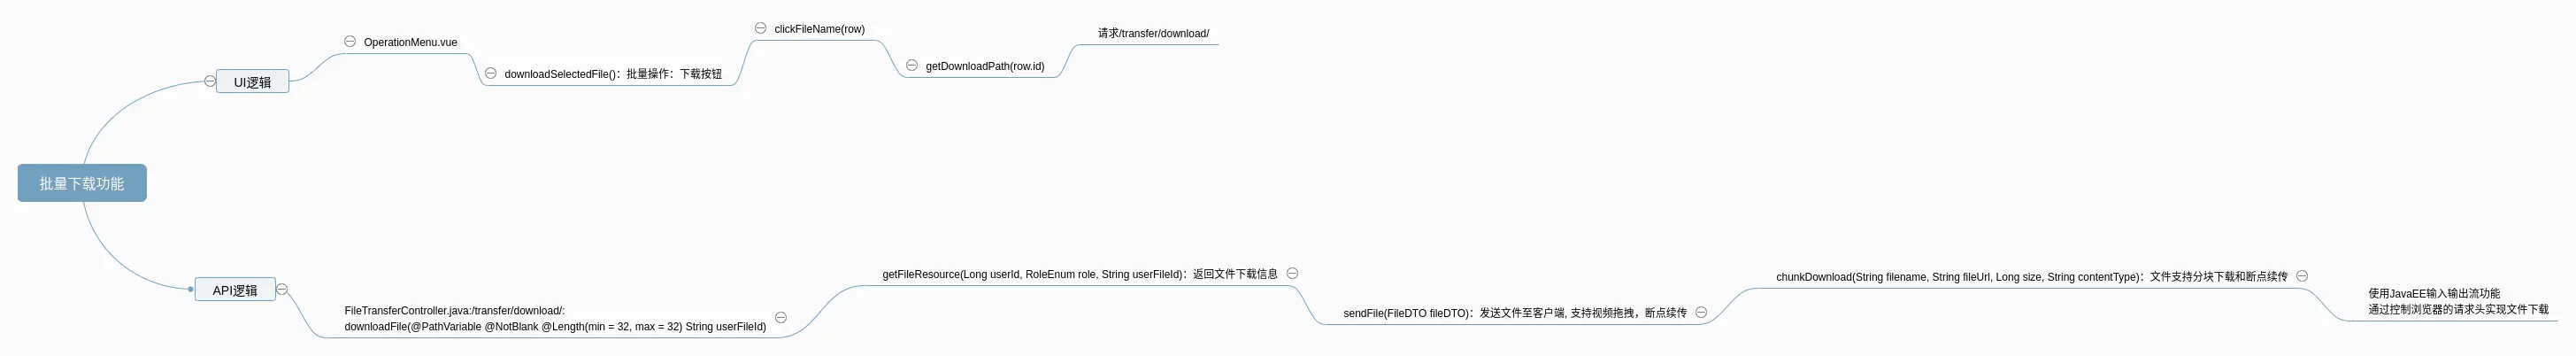 批量下载功能
UI逻辑
OperationMenu.vue
downloadSelectedFile()：批量操作：下载按钮
clickFileName(row)
getDownloadPath(row.id)
请求/transfer/download/
API逻辑
FileTransferController.java:/transfer/download/:
downloadFile(@PathVariable @NotBlank @Length(min = 32, max = 32) String userFileId)
getFileResource(Long userId, RoleEnum role, String userFileId)：返回文件下载信息
sendFile(FileDTO fileDTO)：发送文件至客户端, 支持视频拖拽，断点续传
chunkDownload(String filename, String fileUrl, Long size, String contentType)：文件支持分块下载和断点续传
使用JavaEE输入输出流功能
通过控制浏览器的请求头实现文件下载